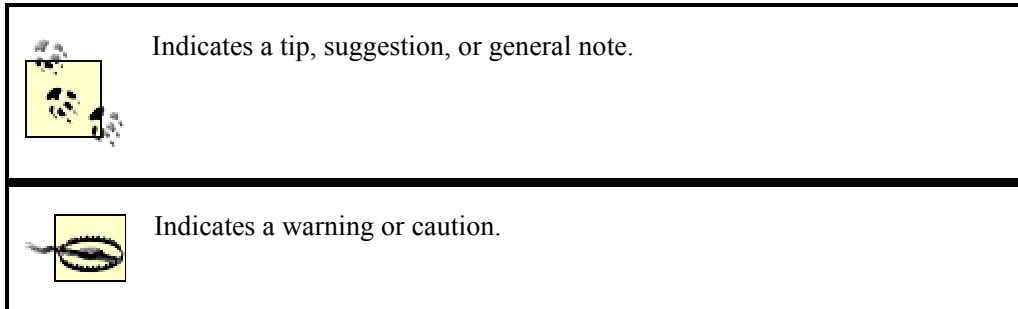 Indicates a tip, suggestion, or general note.
Indicates a warning or caution.